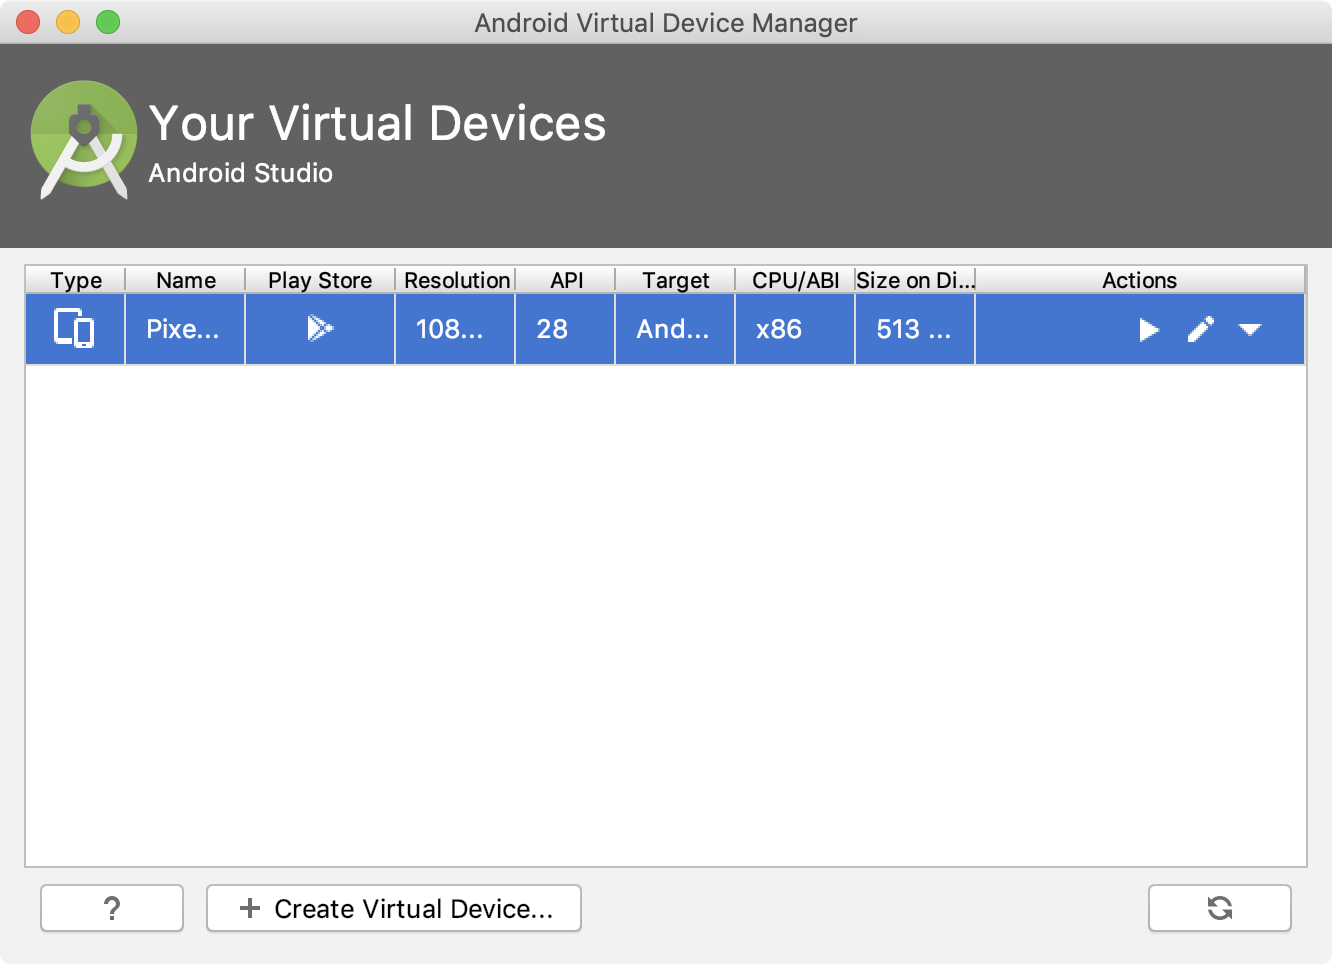 Android Virtual Device Manager
Your Virtual Devices
Android Studio
Type Name Play Store Resolution API Target CPU/ABI Size on Di... Actions
Pixe... 108... 28 And... x86 513 ...
?
+ Create Virtual Device...